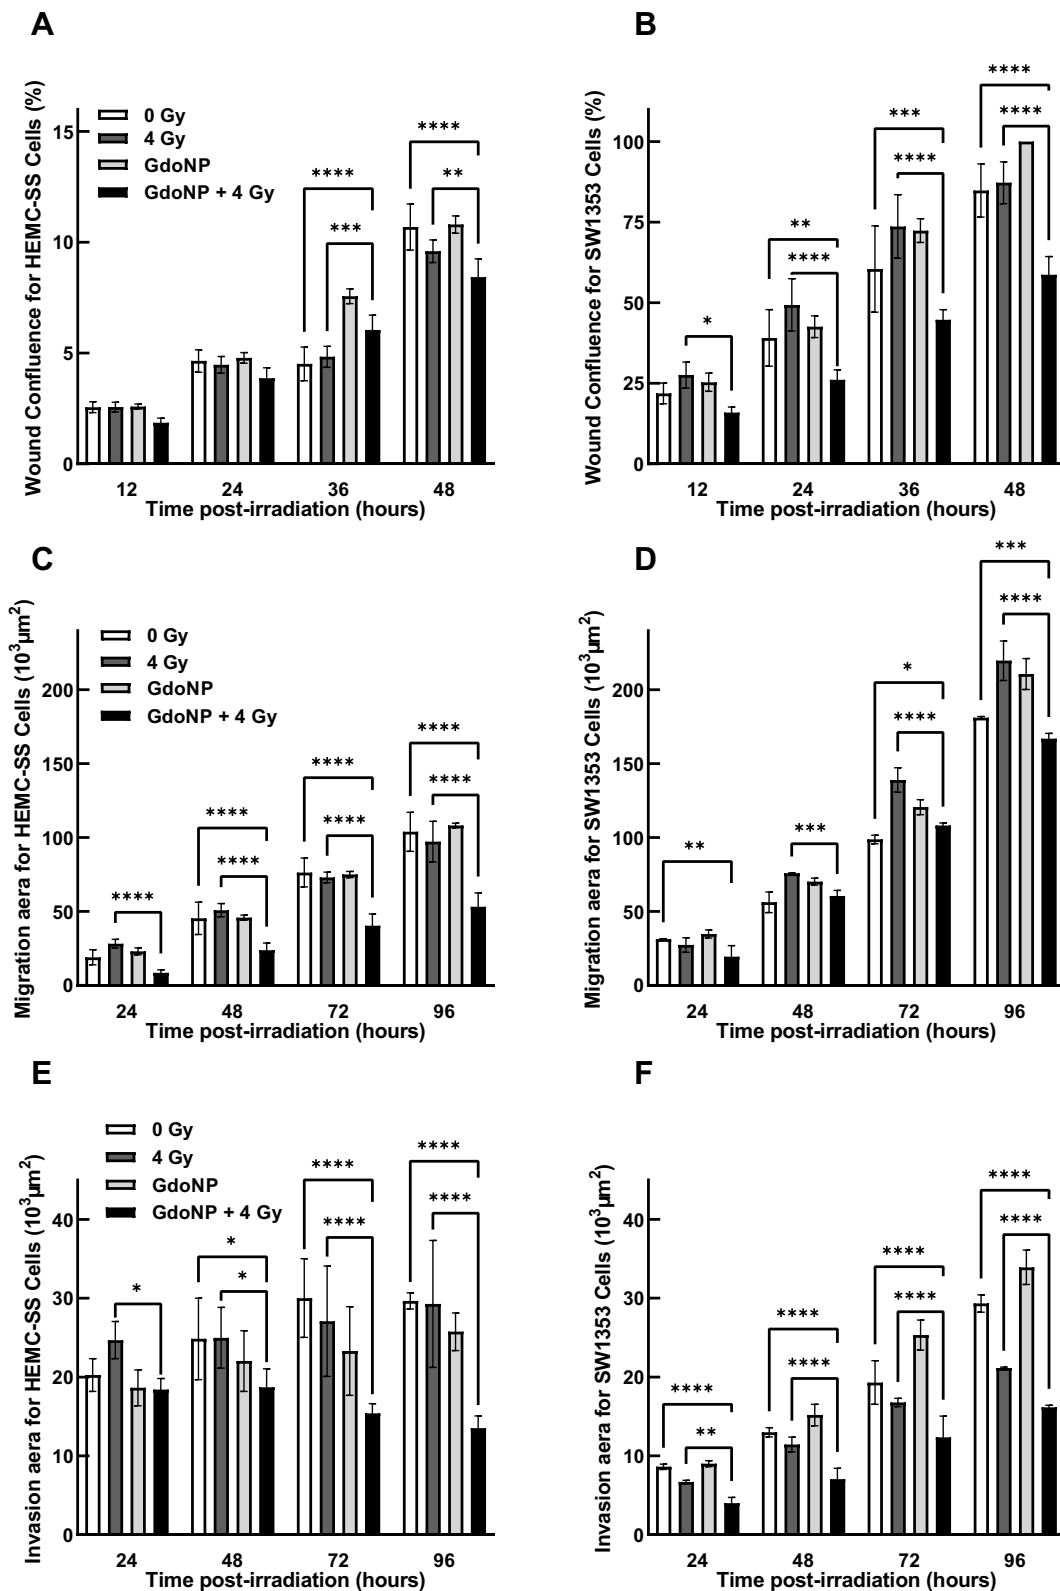 A
Wound Confluence for HEMC-SS Cells (%)
0 Gy
4 Gy
GdoNP
GdoNP + 4 Gy
15
10
5
0
****
***
****
**
12 24 36 48
Time post-irradiation (hours)
B
Wound Confluence for SW1353 Cells (%)
100
75
50
25
0
*
**
****
***
****
****
****
12 24 36 48
Time post-irradiation (hours)
C
Migration aera for HEMC-SS Cells (10³µm²)
0 Gy
4 Gy
GdoNP
GdoNP + 4 Gy
200
150
100
50
0
****
****
****
****
****
****
****
24 48 72 96
Time post-irradiation (hours)
D
Migration aera for SW1353 Cells (10³µm²)
200
150
100
50
0
**
***
*
****
***
****
24 48 72 96
Time post-irradiation (hours)
E
Invasion aera for HEMC-SS Cells (10³µm²)
0 Gy
4 Gy
GdoNP
GdoNP + 4 Gy
40
30
20
10
0
*
*
*
****
****
****
****
24 48 72 96
Time post-irradiation (hours)
F
Invasion aera for SW1353 Cells (10³µm²)
40
30
20
10
0
****
**
****
****
****
****
****
****
24 48 72 96
Time post-irradiation (hours)